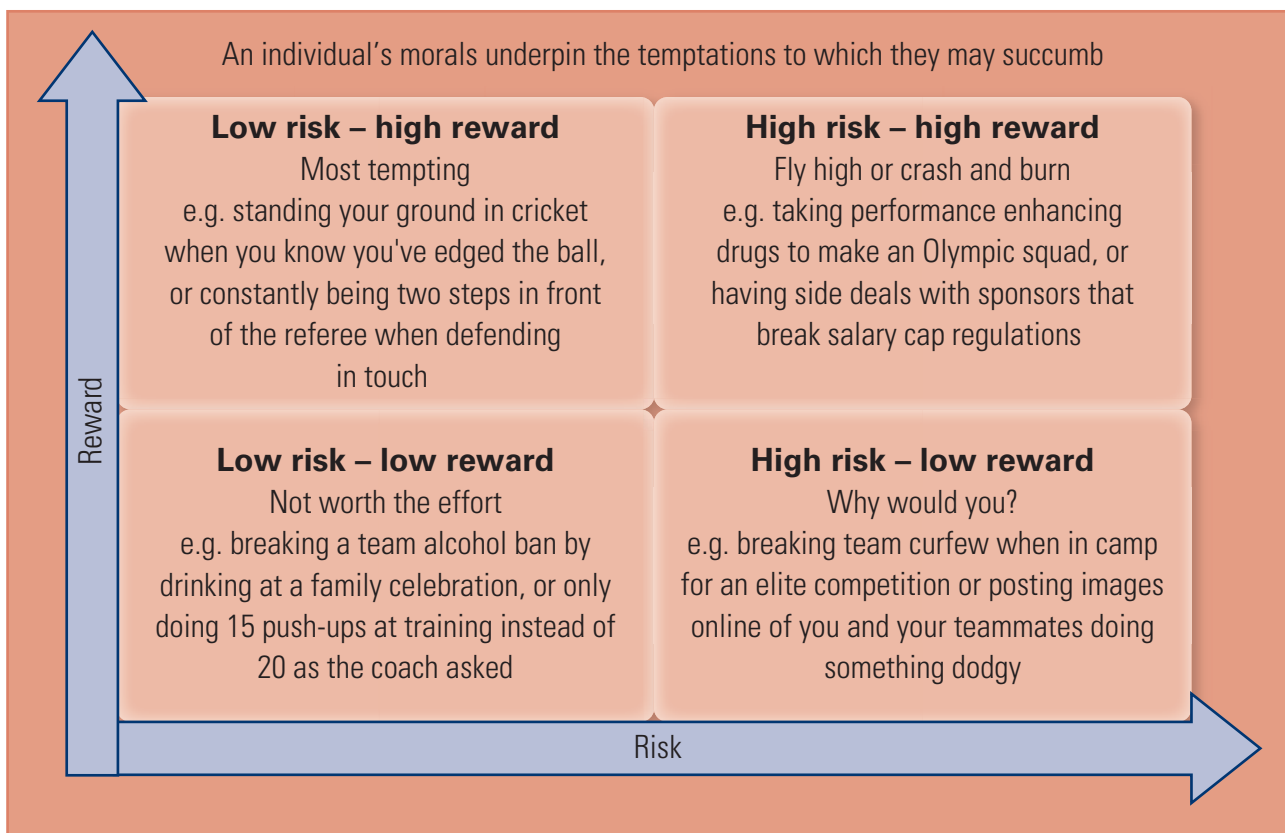 An individual’s morals underpin the temptations to which they may succumb
Low risk – high reward
Most tempting
e.g. standing your ground in cricket
when you know you've edged the ball,
or constantly being two steps in front
of the referee when defending
in touch
High risk – high reward
Fly high or crash and burn
e.g. taking performance enhancing
drugs to make an Olympic squad, or
having side deals with sponsors that
break salary cap regulations
Reward
Low risk – low reward
Not worth the effort
e.g. breaking a team alcohol ban by
drinking at a family celebration, or only
doing 15 push-ups at training instead of
20 as the coach asked
High risk – low reward
Why would you?
e.g. breaking team curfew when in camp
for an elite competition or posting images
online of you and your teammates doing
something dodgy
Risk